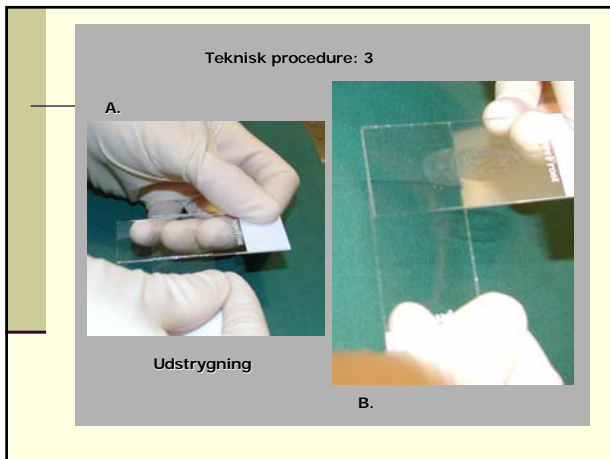 Teknisk procedure: 3
A.
Udstrygning
B.